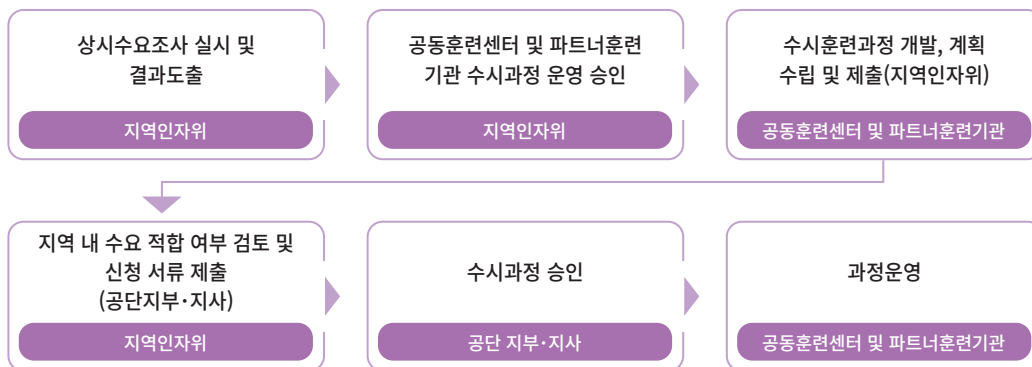 상시수요조사 실시 및
결과도출
지역인자위
공동훈련센터 및 파트너훈련
기관 수시과정 운영 승인
지역인자위
수시훈련과정 개발, 계획
수립 및 제출(지역인자위)
공동훈련센터 및 파트너훈련기관
지역 내 수요 적합 여부 검토 및
신청 서류 제출
(공단지부·지사)
지역인자위
수시과정 승인
공단 지부·지사
과정운영
공동훈련센터 및 파트너훈련기관